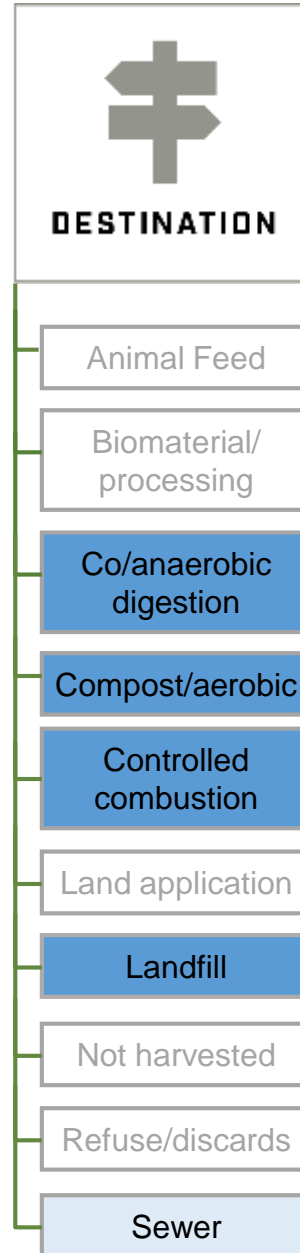 DESTINATION
Animal Feed
Biomaterial/
processing
Co/anaerobic
digestion
Compost/aerobic
Controlled
combustion
Land application
Landfill
Not harvested
Refuse/discards
Sewer